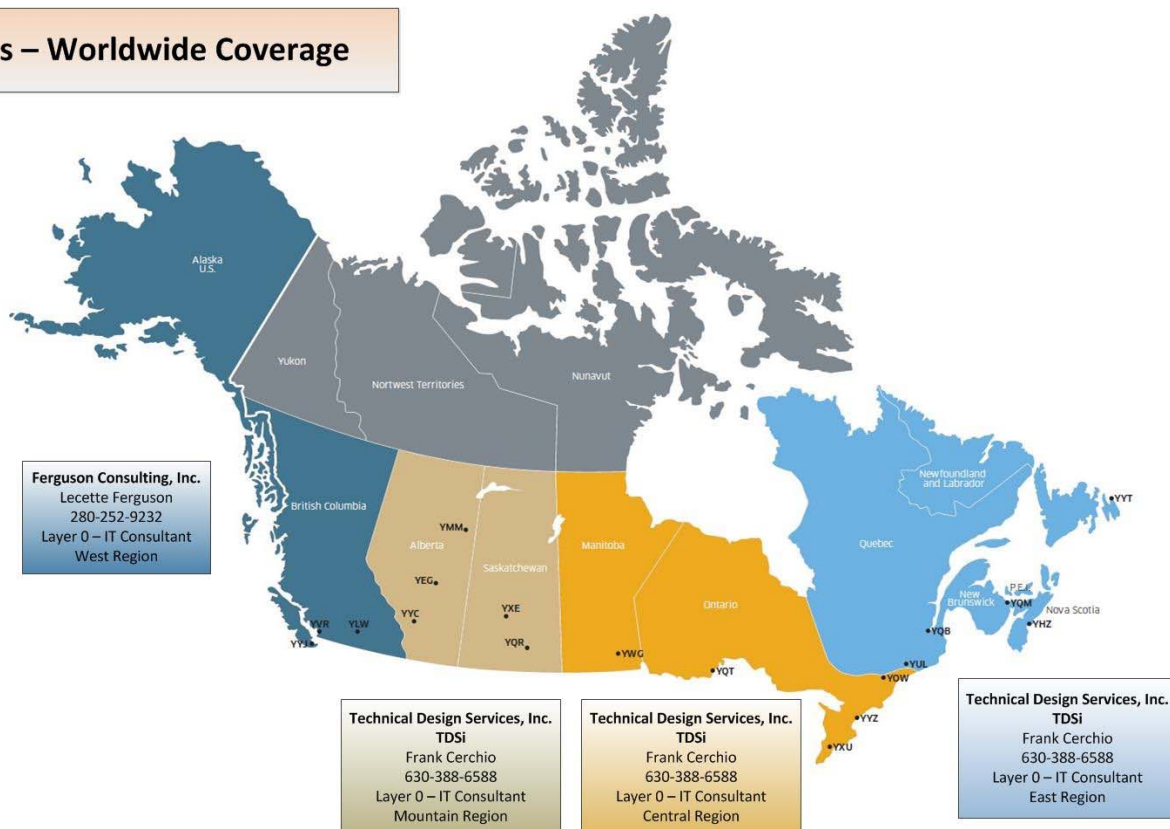 s – Worldwide Coverage
Alaska
U.S.
Yukon
Nortwest Territories
Nunavut
British Columbia
Alberta
Saskatchewan
Manitoba
Ontario
Quebec
Newfoundland
and Labrador
New
Brunswick
P.E.I.
Nova Scotia
YMM
YEG
YYC
YXE
YQR
YVR
YLW
YYJ
YWG
YQT
YQB
YUL
YOW
YYZ
YXU
YQM
YHZ
YYT
Ferguson Consulting, Inc.
Lecette Ferguson
280-252-9232
Layer 0 – IT Consultant
West Region
Technical Design Services, Inc.
TDSi
Frank Cerchio
630-388-6588
Layer 0 – IT Consultant
Mountain Region
Technical Design Services, Inc.
TDSi
Frank Cerchio
630-388-6588
Layer 0 – IT Consultant
Central Region
Technical Design Services, Inc.
TDSi
Frank Cerchio
630-388-6588
Layer 0 – IT Consultant
East Region